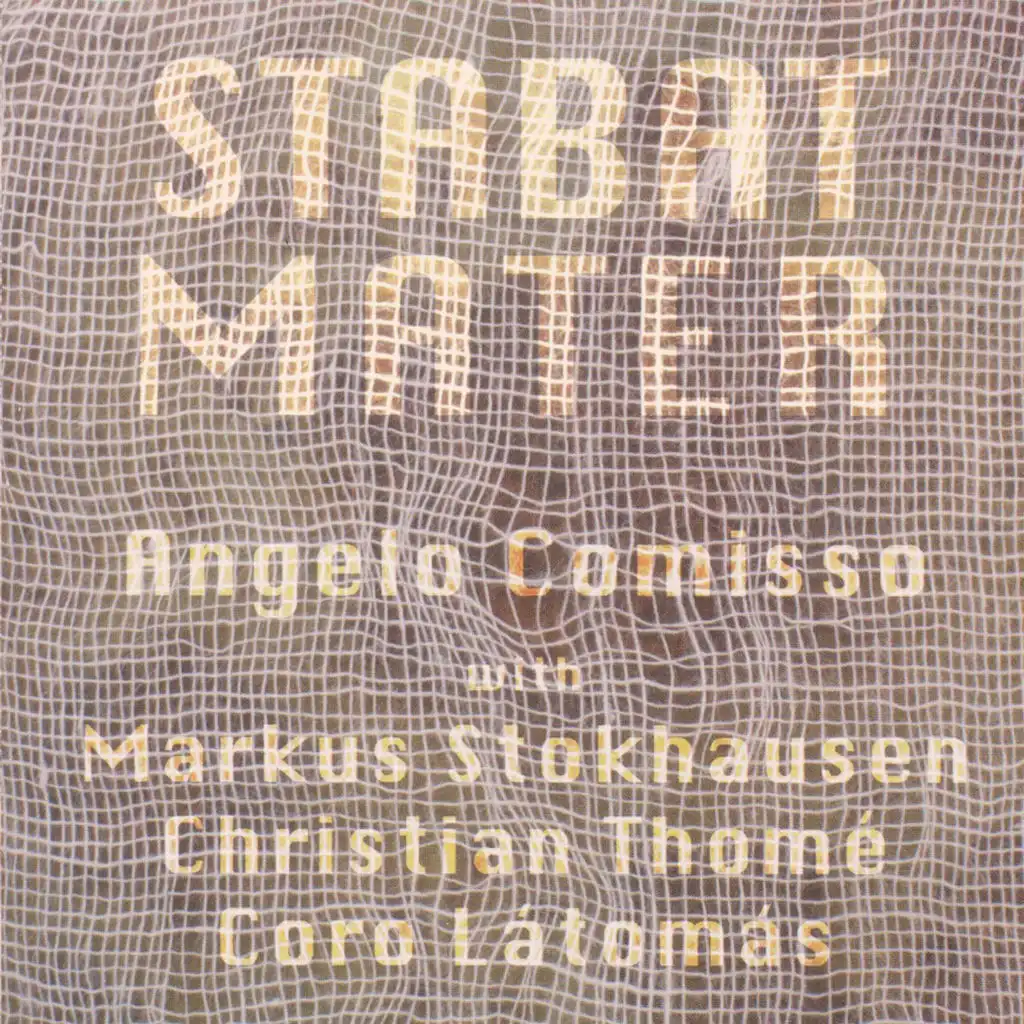 STABAT
MATER
Angelo Comisso
with
Markus Stokhausen
Christian Thomé
Coro Látomás